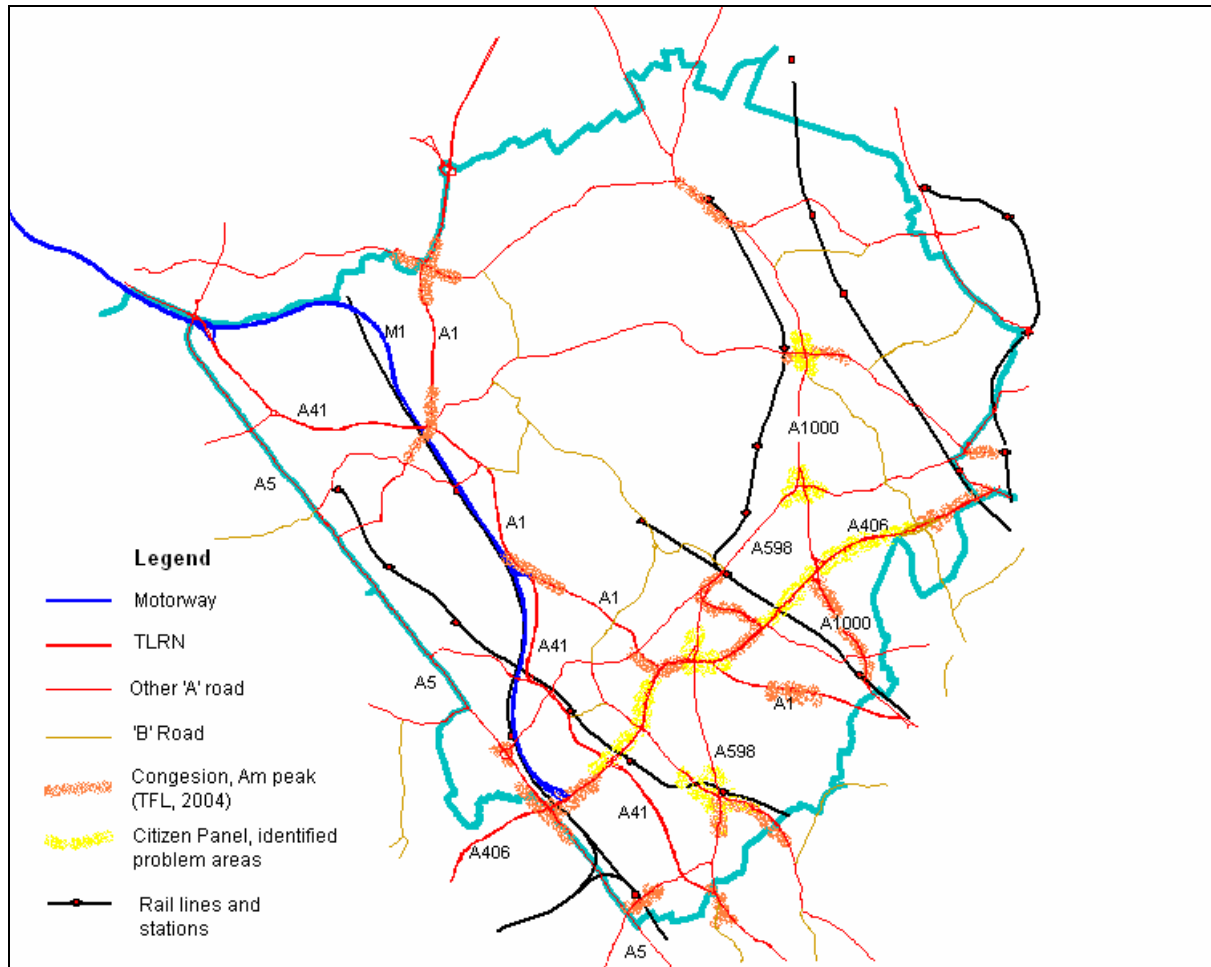 M1
A1
A41
A1000
A5
A406
A1
A598
A1
A1000
A41
A5
A1
A598
A41
A406
A5
Legend
Motorway
TLRN
Other 'A' road
'B' Road
Congesion, Am peak
(TFL, 2004)
Citizen Panel, identified
problem areas
Rail lines and
stations